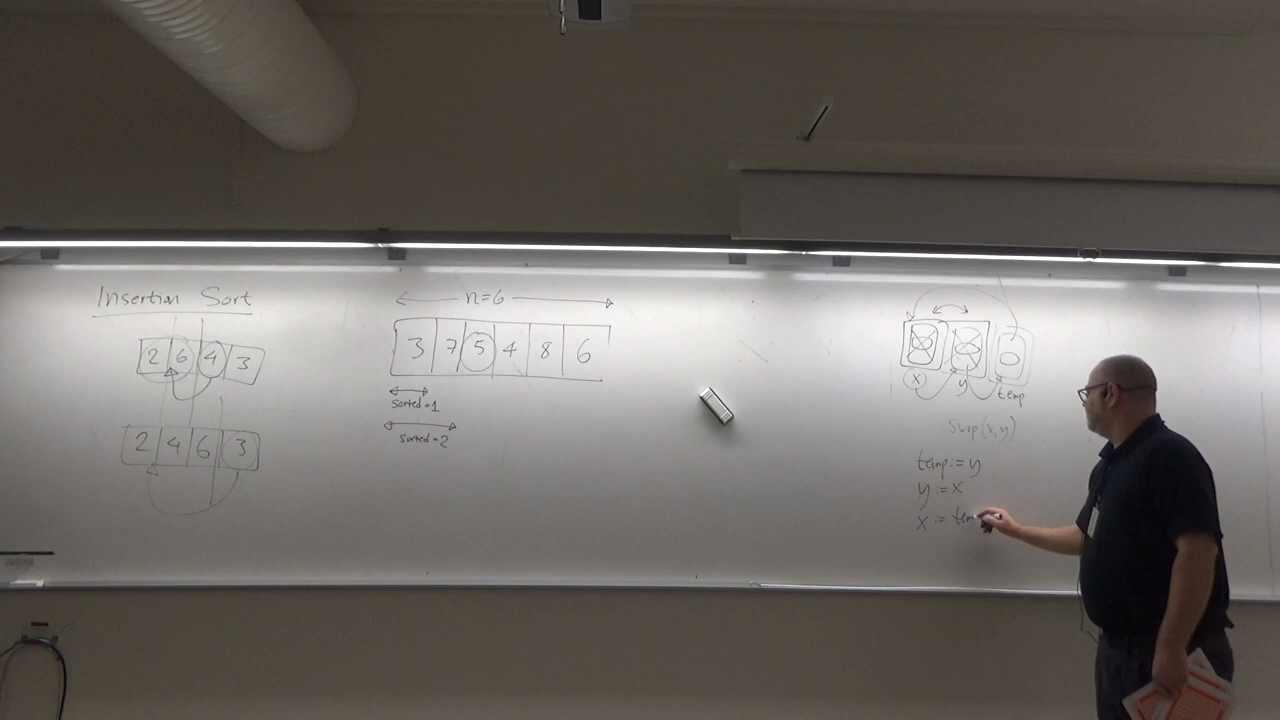 Insertion Sort
2 6 4 3
2 4 6 3
n=6
3 7 5 4 8 6
Sorted = 1
Sorted = 2
x y temp
Swap(x,y)
temp := y
y := x
x := tem